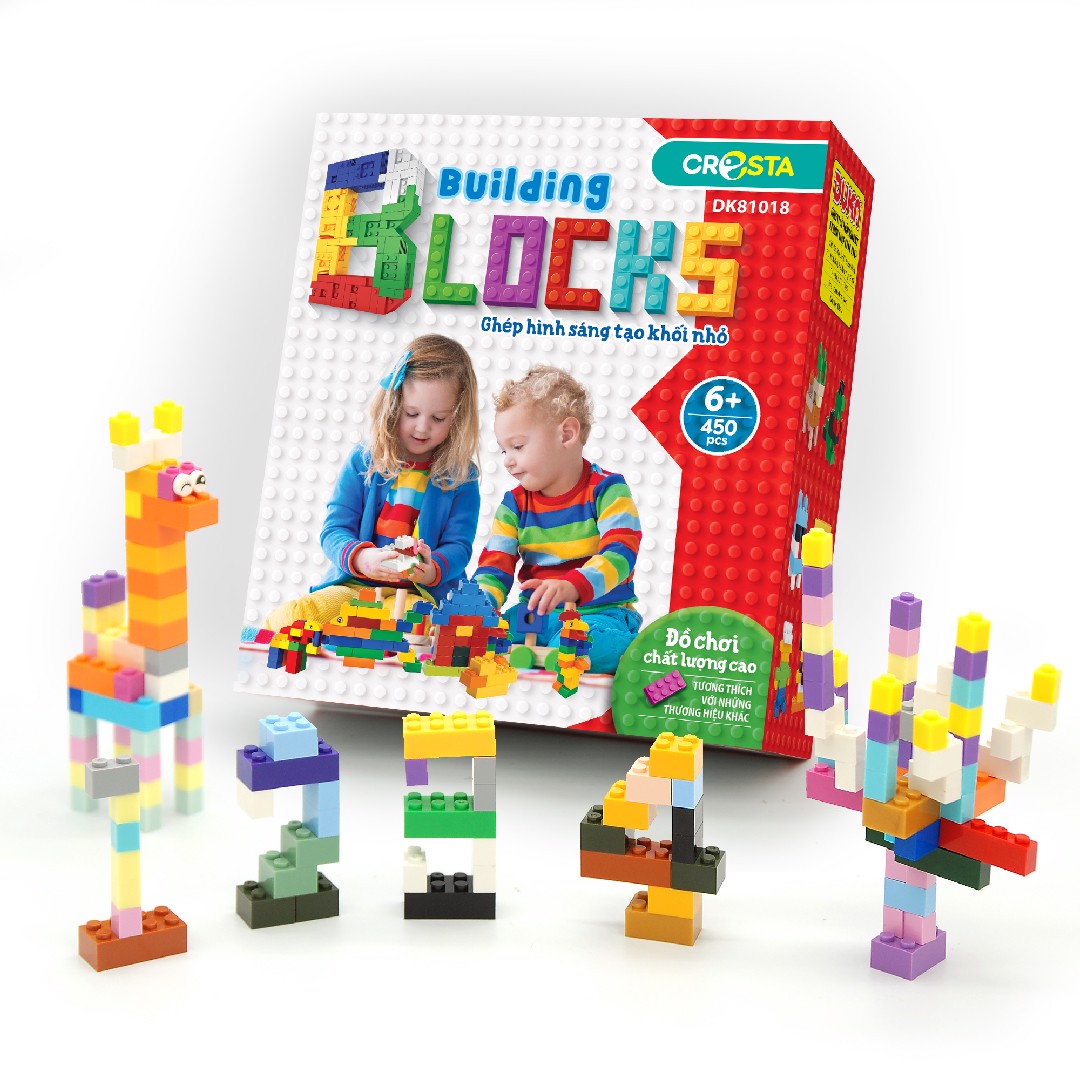 CRESTA
DK81018
Building
BLOCKS
Ghép hình sáng tạo khối nhỏ
6+
450
pcs
Đồ chơi
chất lượng cao
TƯƠNG THÍCH
VỚI NHỮNG
THƯƠNG HIỆU KHÁC